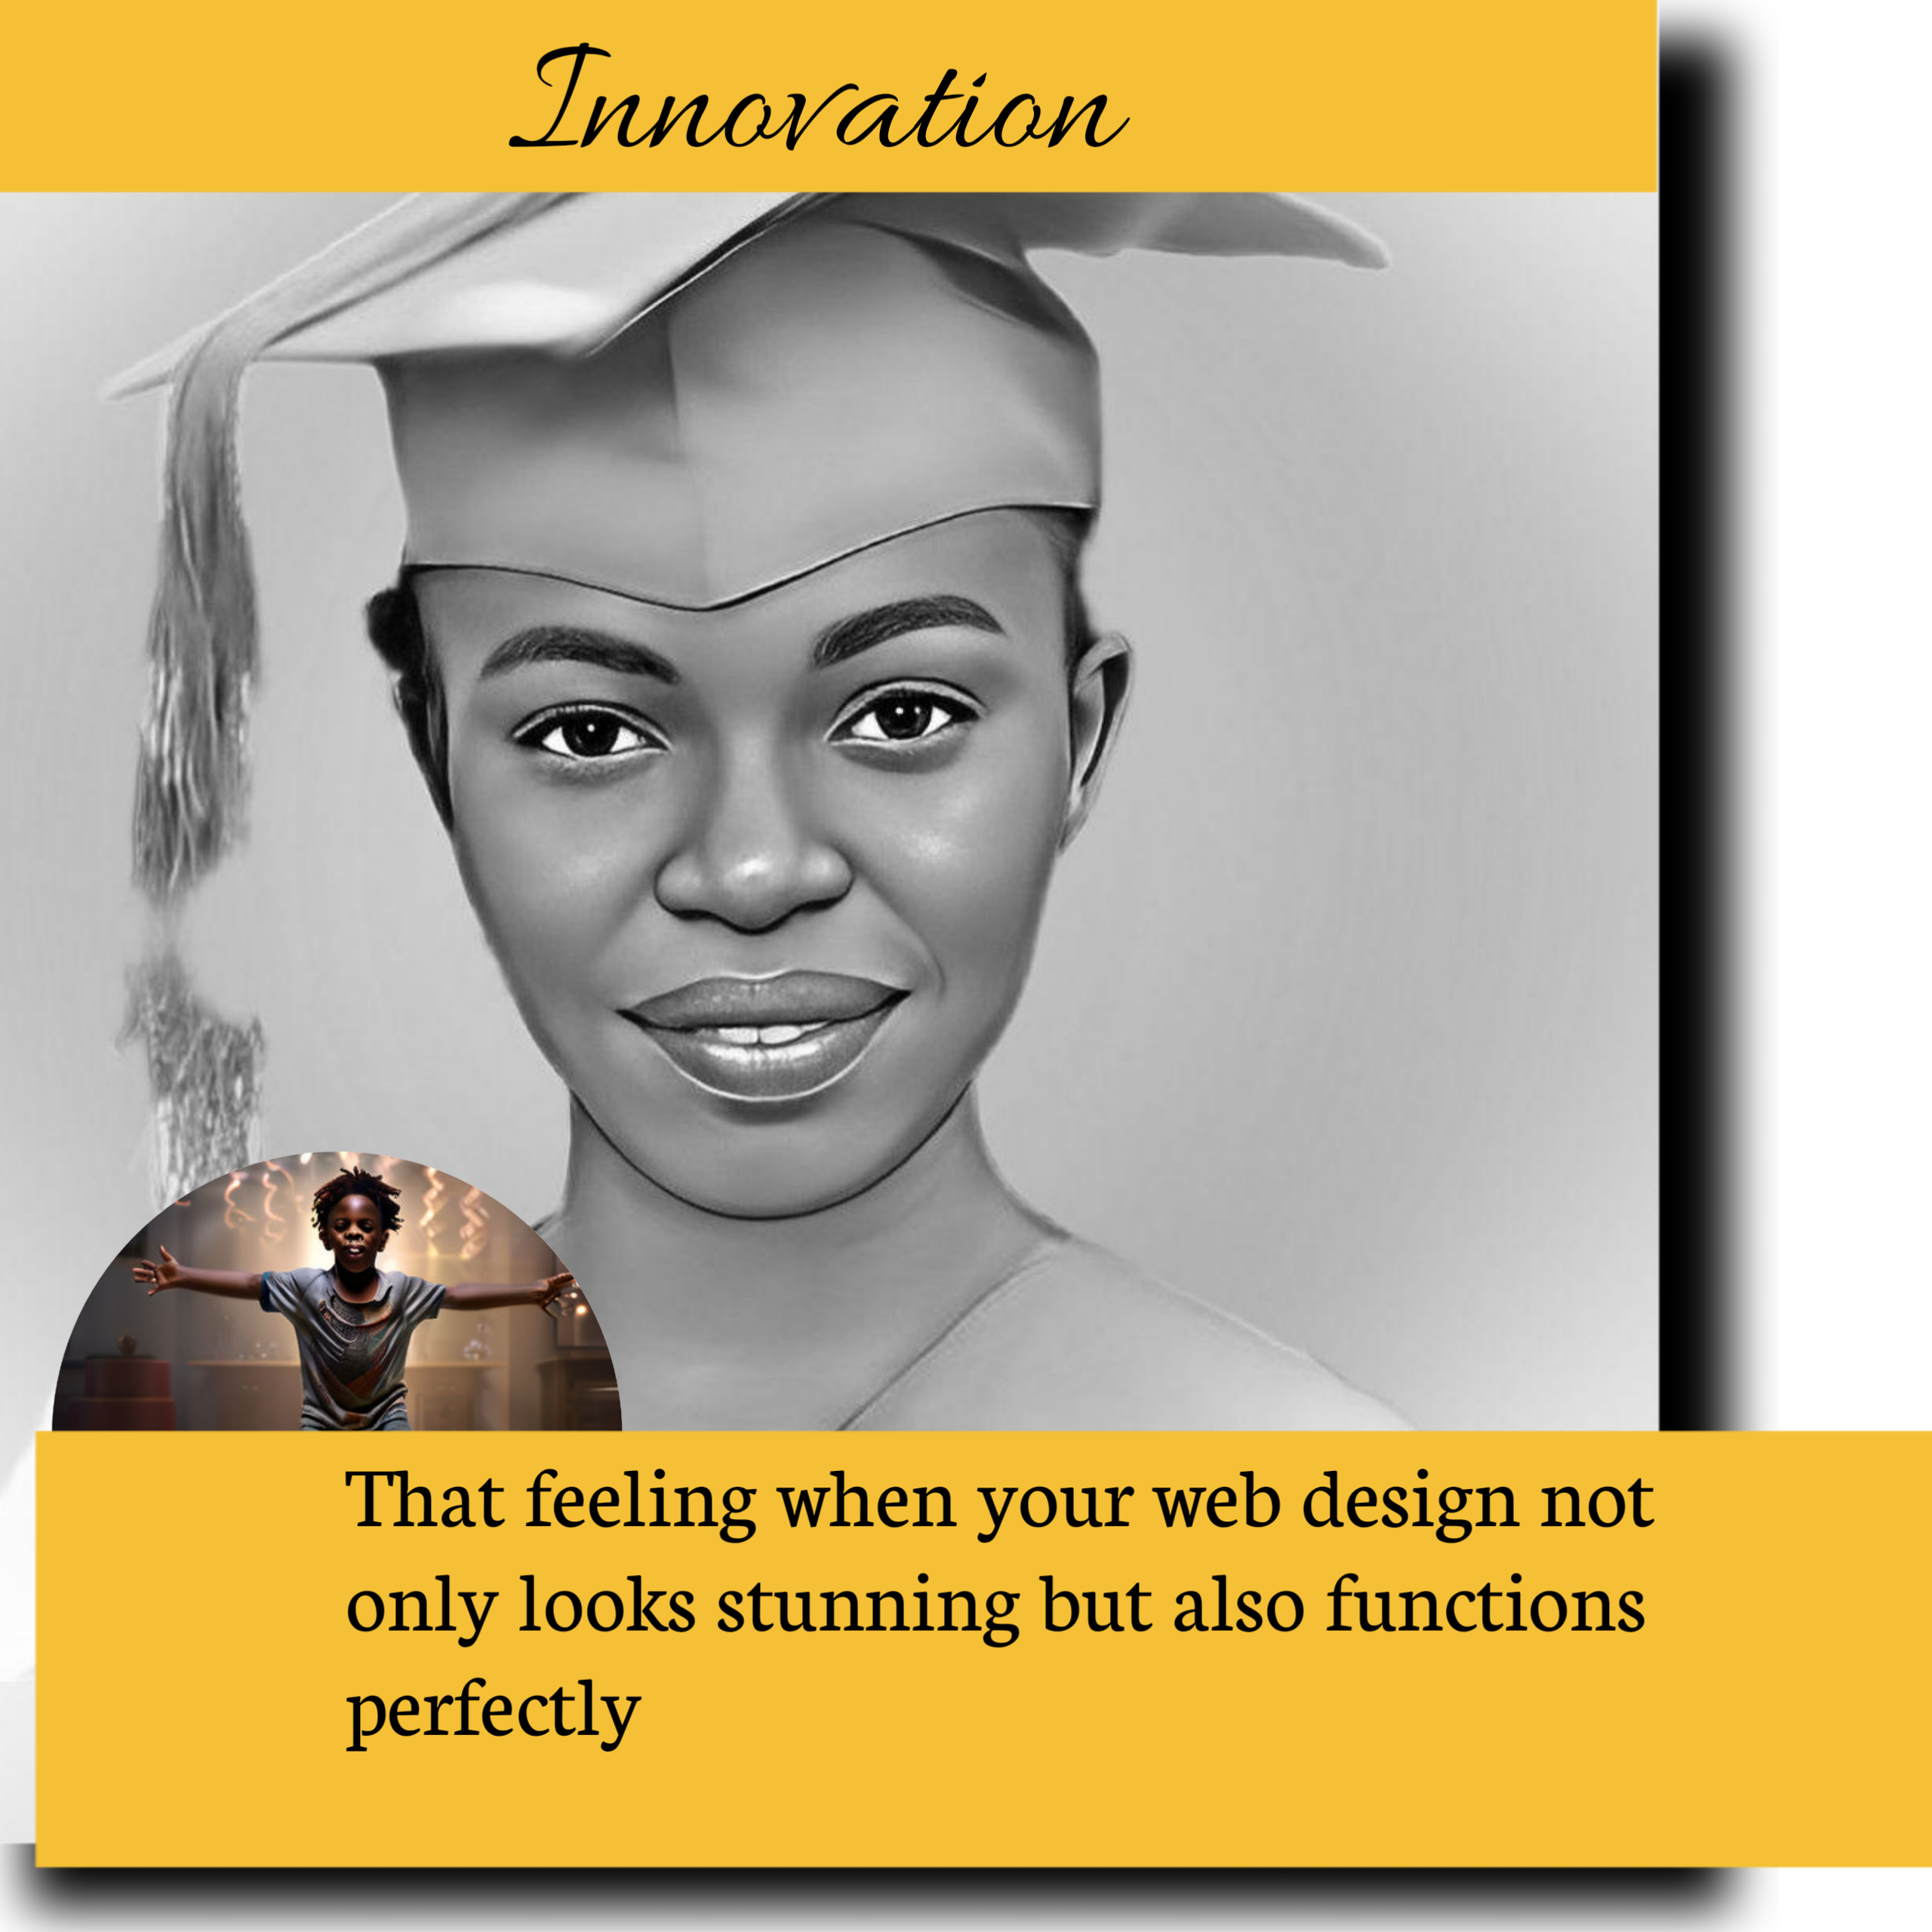 Innovation
That feeling when your web design not
only looks stunning but also functions
perfectly